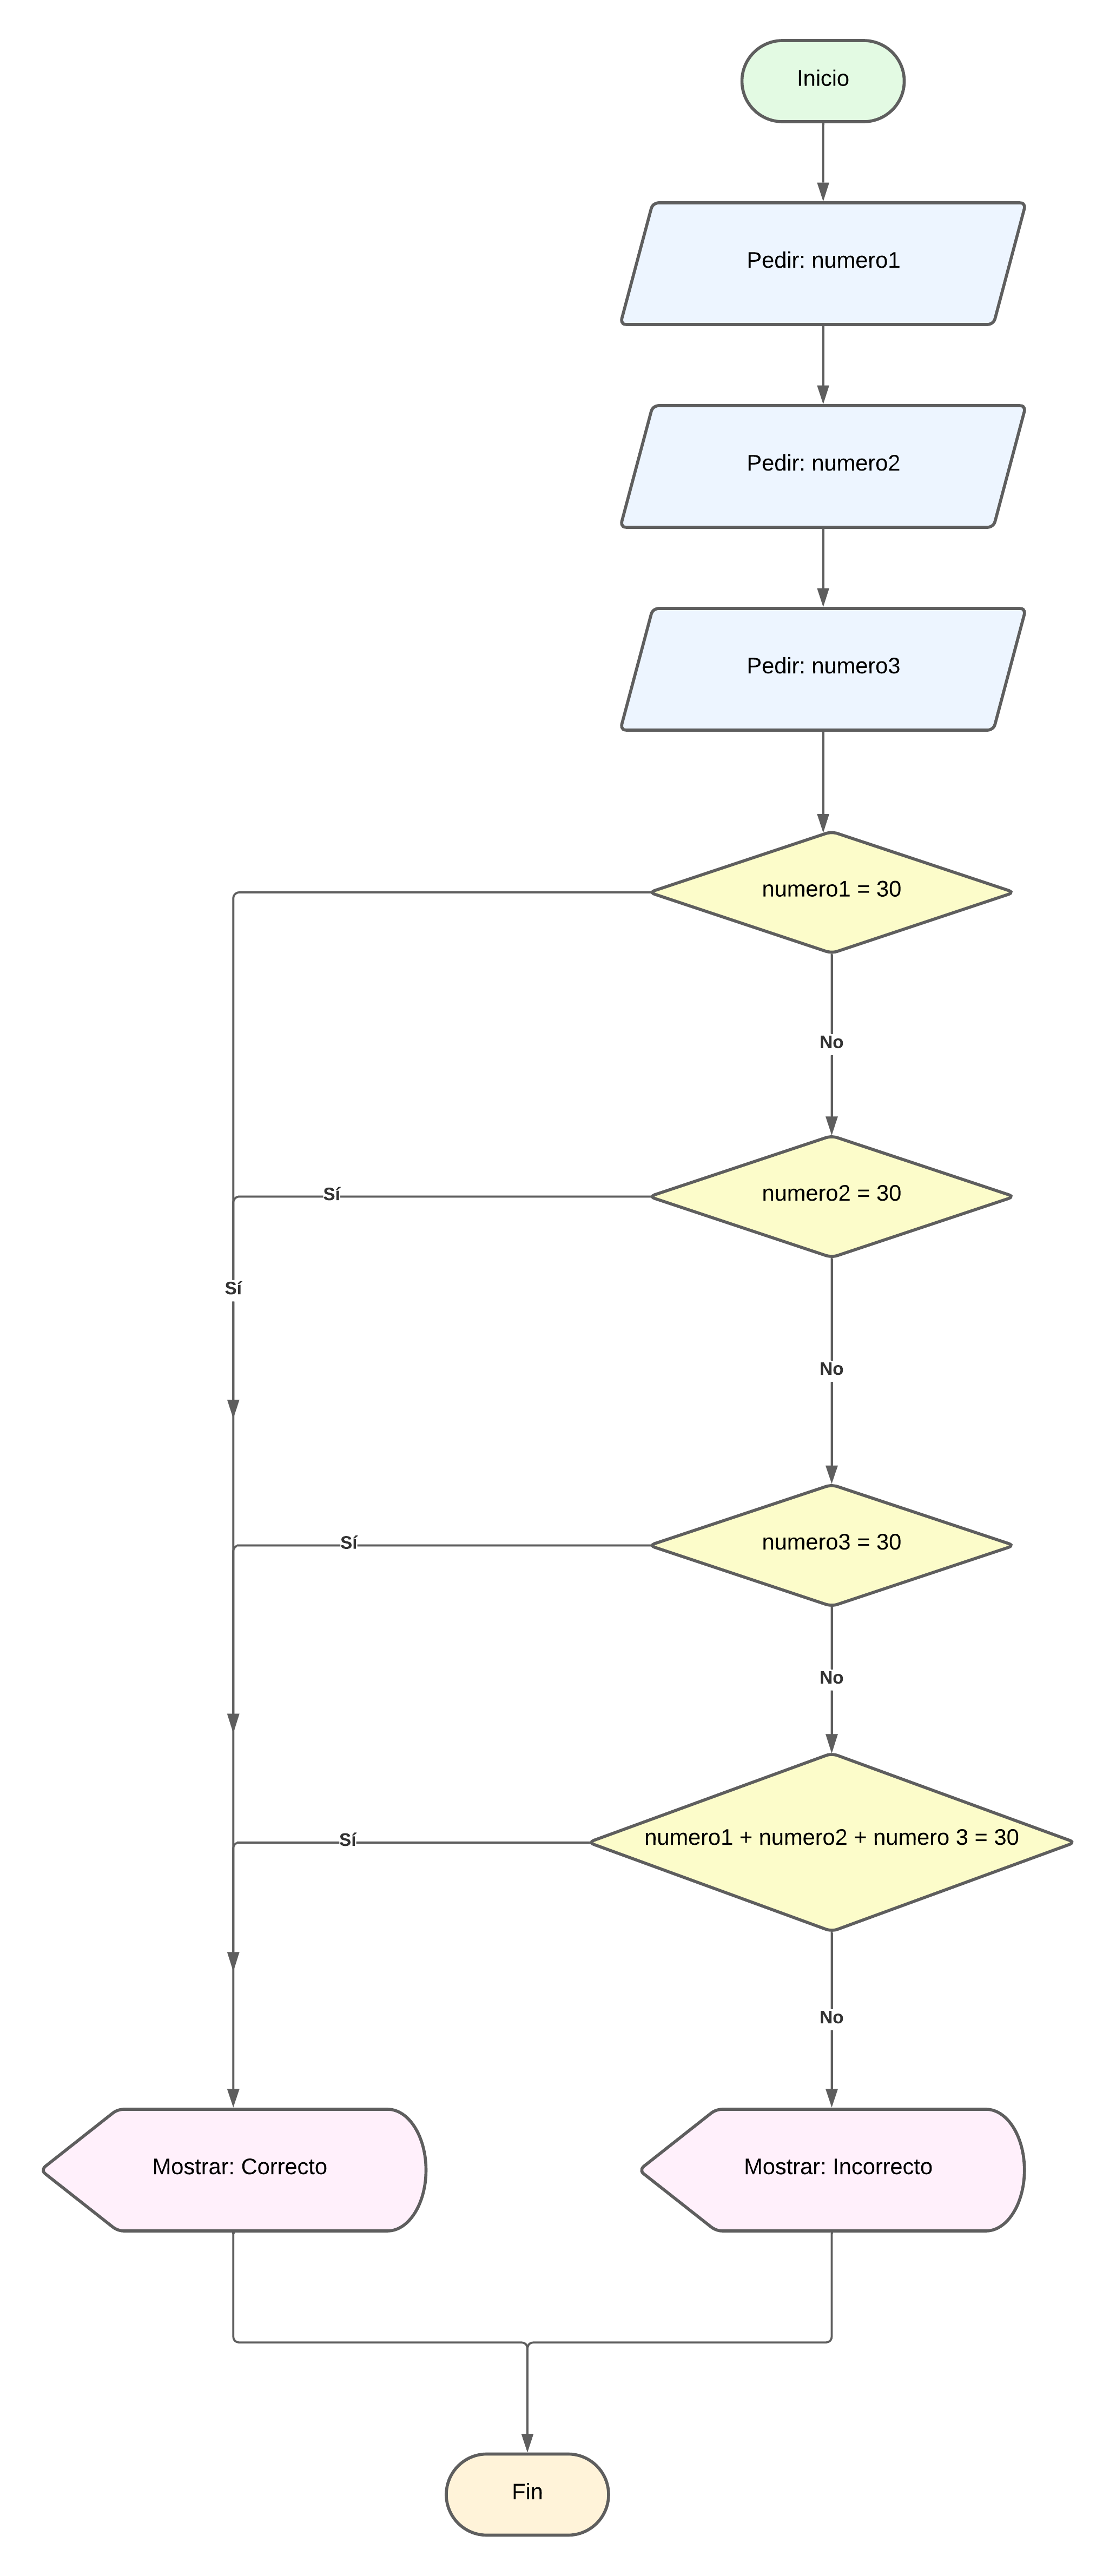 Inicio
Pedir: numero1
Pedir: numero2
Pedir: numero3
numero1 = 30
No
Sí
numero2 = 30
Sí
No
numero3 = 30
Sí
No
numero1 + numero2 + numero 3 = 30
Sí
No
Mostrar: Correcto
Mostrar: Incorrecto
Fin